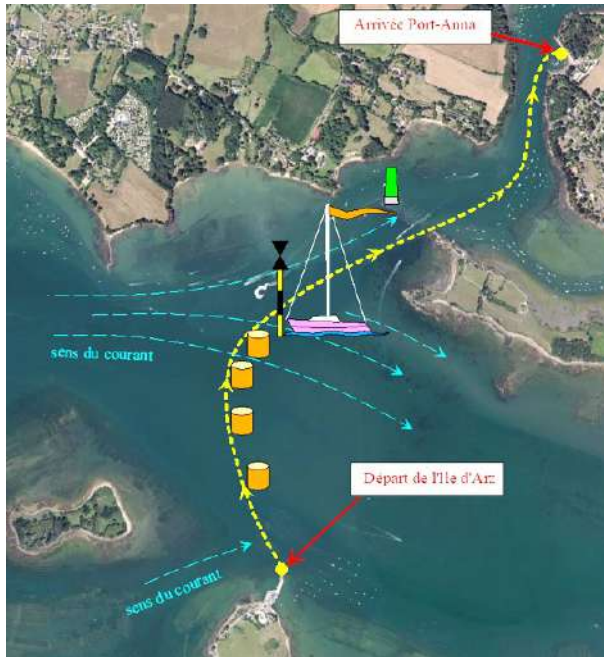 Arrivée Port-Anna
sens du courant
Départ de l'Ile d'Arz
sens du courant